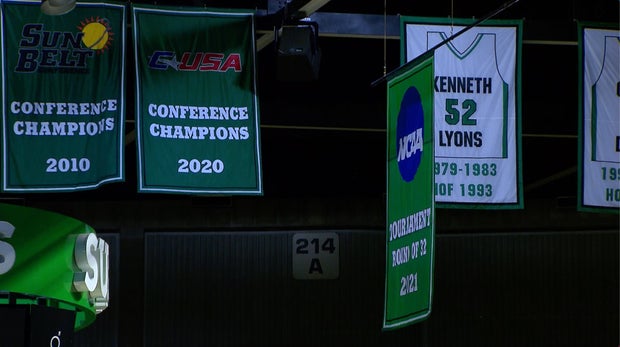 SUN
BELT
CONFERENCE
CHAMPIONS
2010
C USA
CONFERENCE
CHAMPIONS
2020
NCAA
TOURNAMENT
ROUND OF 32
2021
KENNETH
52
LYONS
1979-1983
HOF 1993
214
A